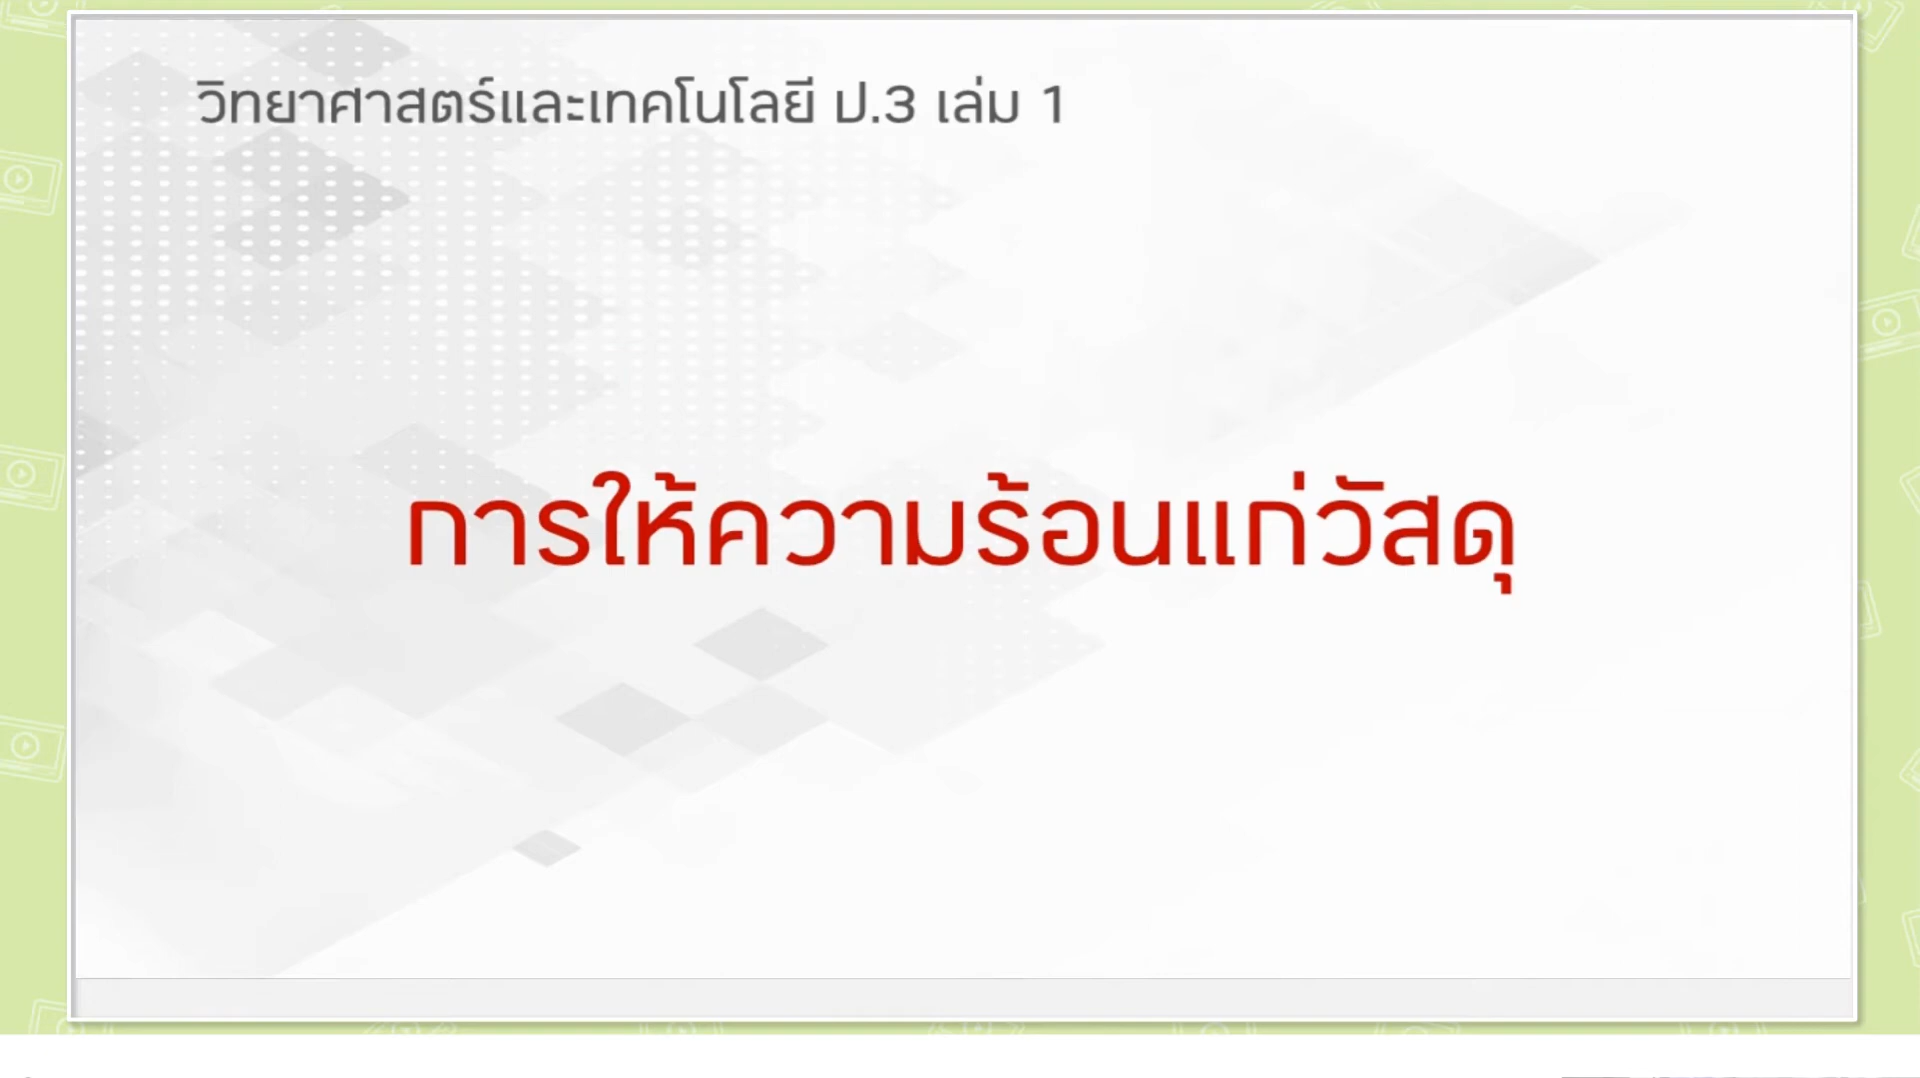 วิทยาศาสตร์และเทคโนโลยี ป.3 เล่ม 1
การให้ความร้อนแก่วัสดุ